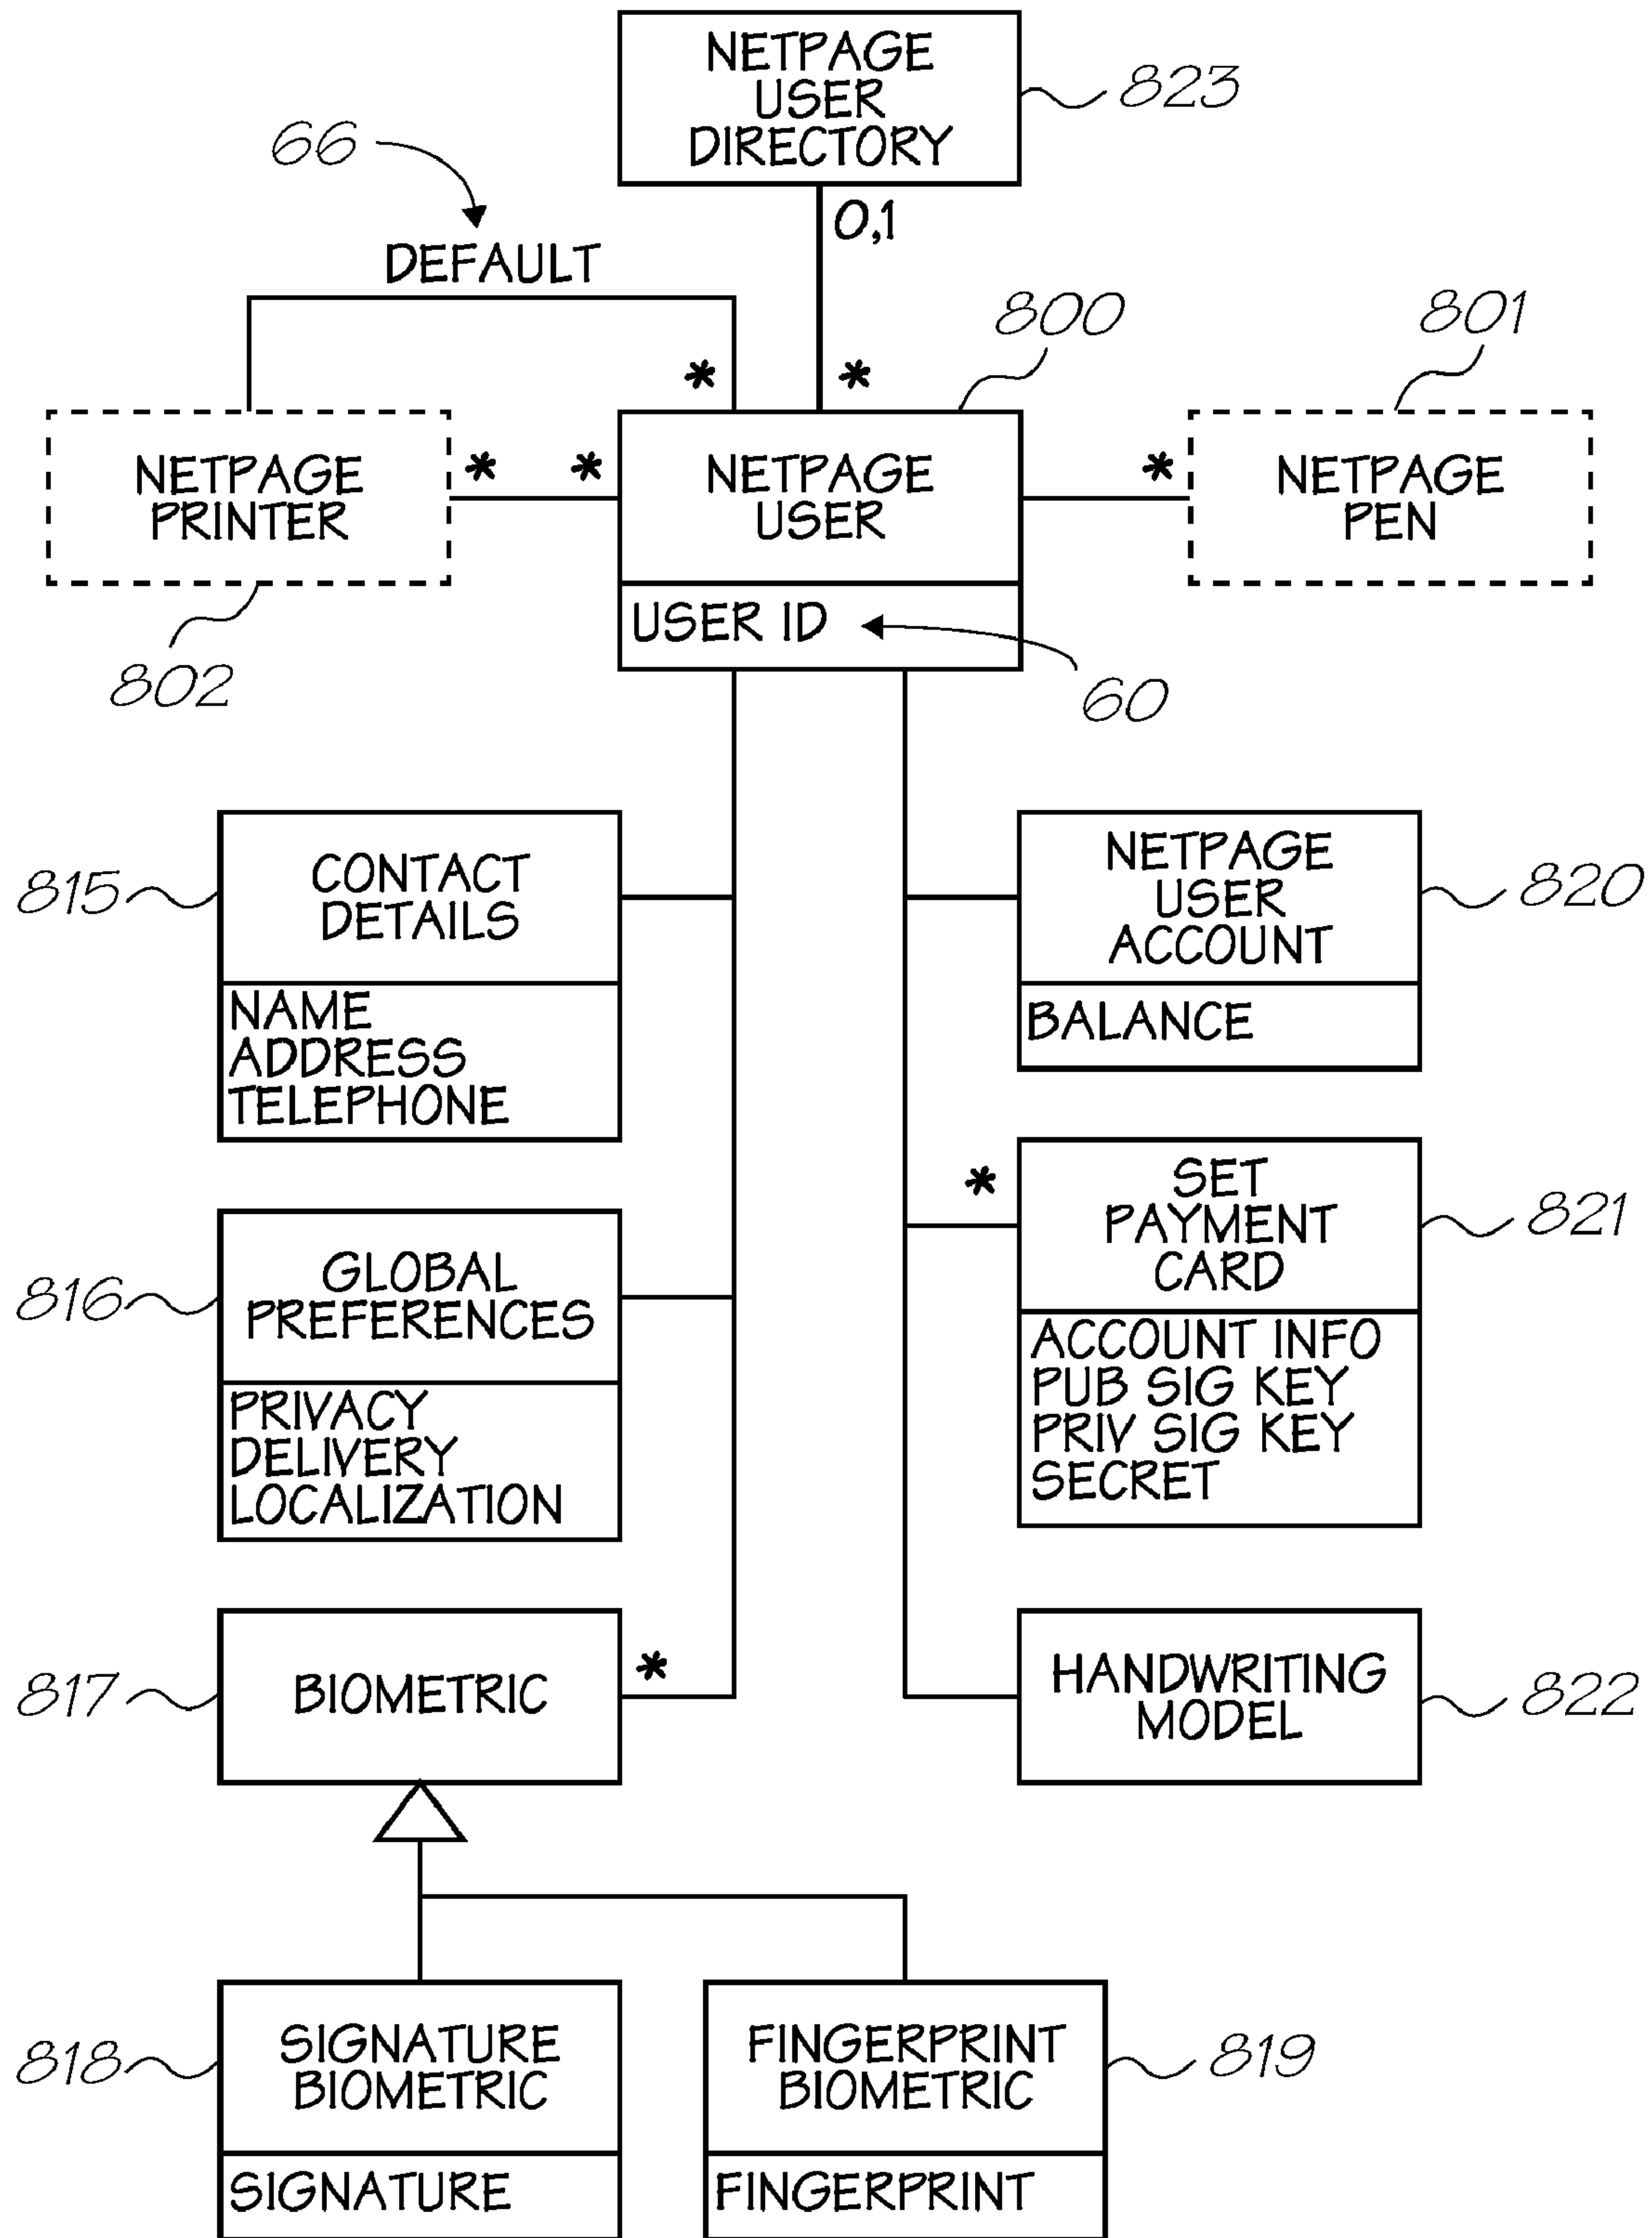 NETPAGE
USER
DIRECTORY
823
66
0,1
DEFAULT
800
801
*
*
NETPAGE
PRINTER
*
*
NETPAGE
USER
*
NETPAGE
PEN
USER ID
802
60
CONTACT
DETAILS
815
NAME
ADDRESS
TELEPHONE
NETPAGE
USER
ACCOUNT
820
BALANCE
*
SET
PAYMENT
CARD
821
ACCOUNT INFO
PUB SIG KEY
PRIV SIG KEY
SECRET
GLOBAL
PREFERENCES
816
PRIVACY
DELIVERY
LOCALIZATION
817
BIOMETRIC
*
HANDWRITING
MODEL
822
818
SIGNATURE
BIOMETRIC
SIGNATURE
FINGERPRINT
BIOMETRIC
819
FINGERPRINT